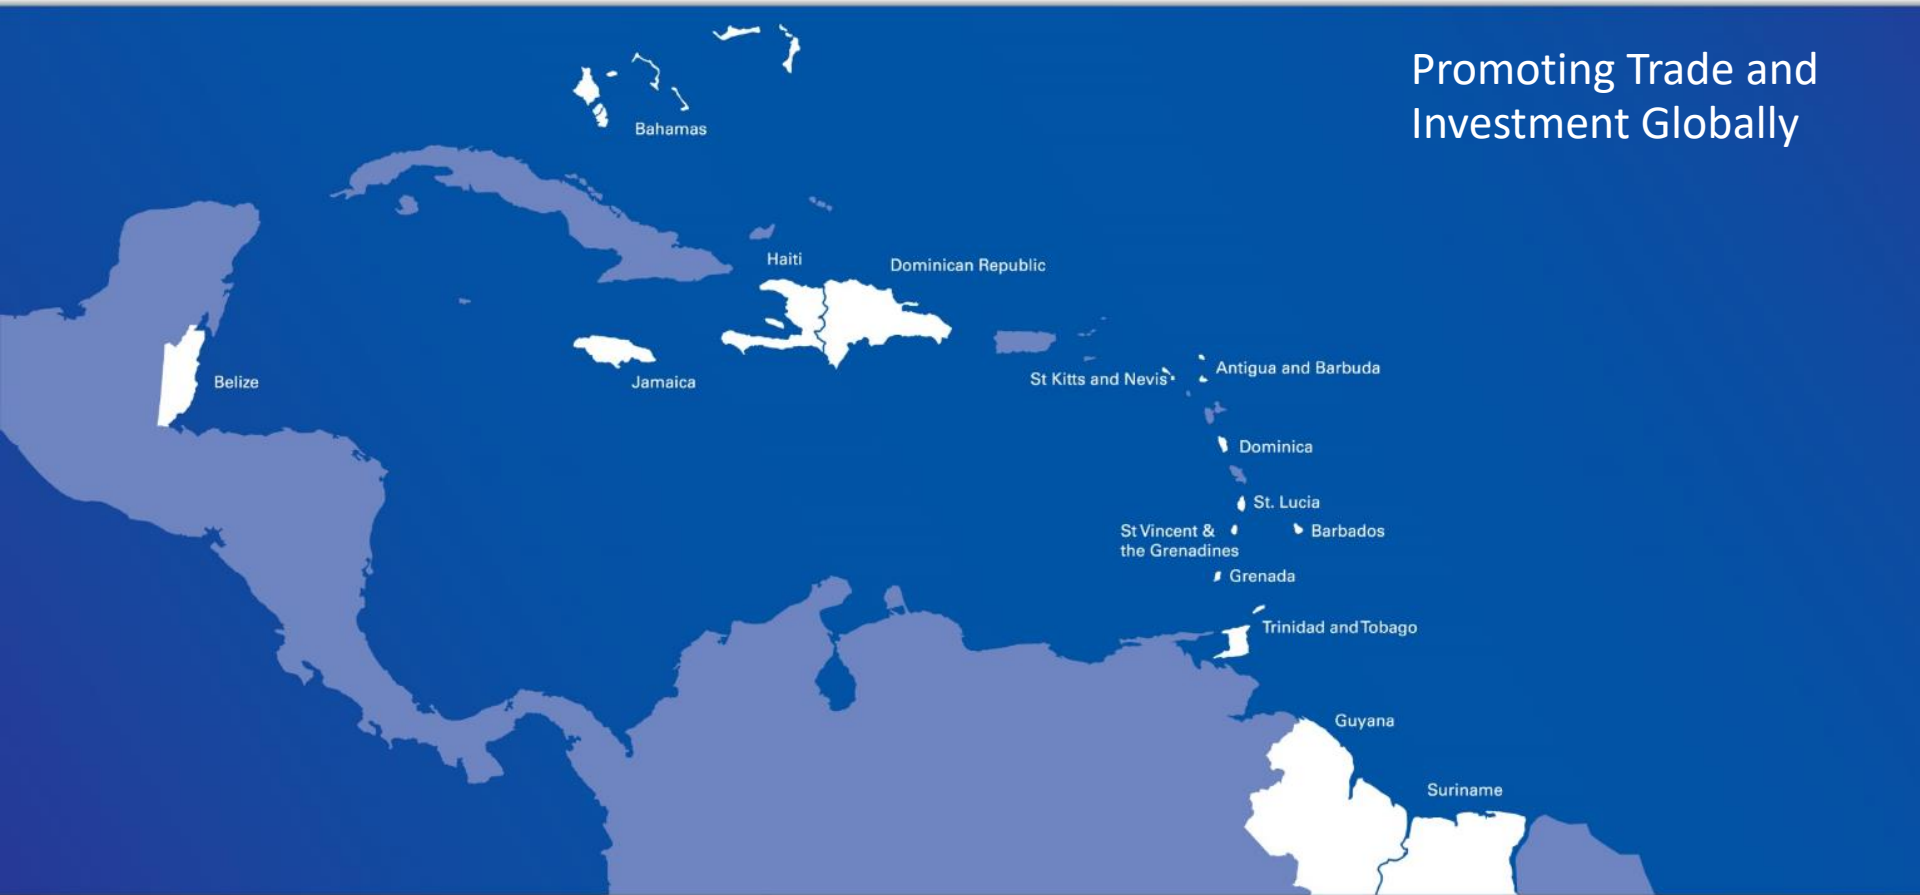 Promoting Trade and
Investment Globally
Bahamas
Haiti
Dominican Republic
Belize
Jamaica
St Kitts and Nevis
Antigua and Barbuda
Dominica
St. Lucia
St Vincent &
the Grenadines
Barbados
Grenada
Trinidad and Tobago
Guyana
Suriname